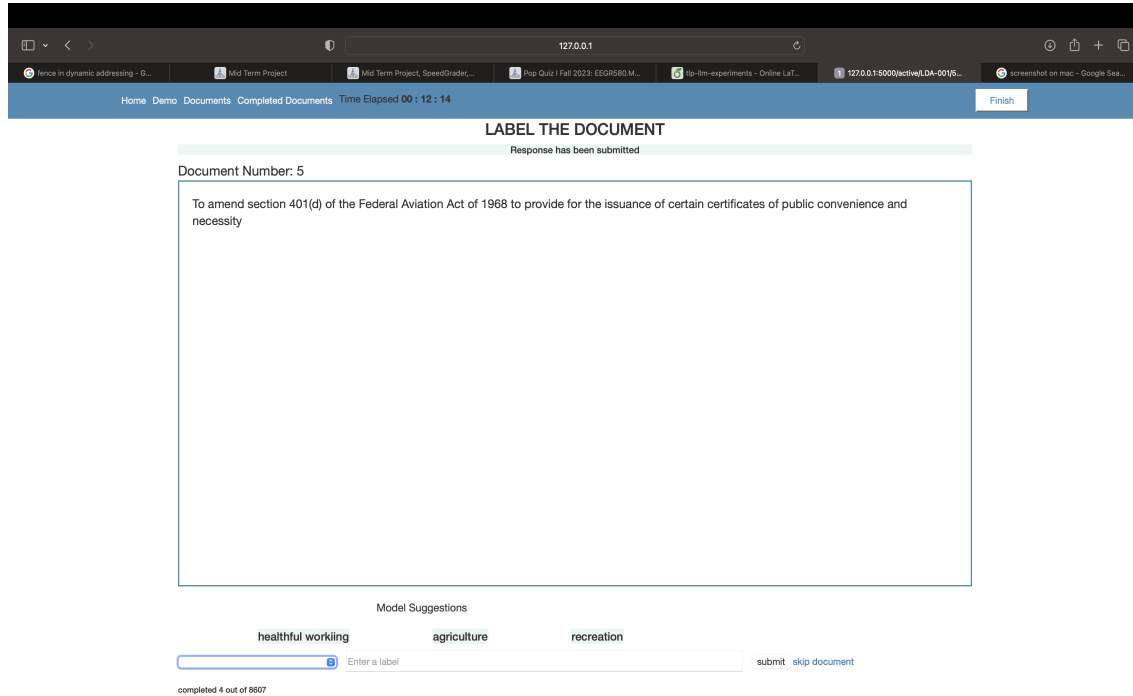 127.0.0.1
fence in dynamic addressing - G...
Mid Term Project
Mid Term Project, SpeedGrader,...
Pop Quiz I Fall 2023: EEGR580.M...
tlp-llm-experiments - Online LaT...
1 127.0.0.1:5000/active/LDA-001/5...
screenshot on mac - Google Sea...
Home Demo Documents Completed Documents Time Elapsed 00 : 12 : 14
Finish
LABEL THE DOCUMENT
Response has been submitted
Document Number: 5
To amend section 401(d) of the Federal Aviation Act of 1968 to provide for the issuance of certain certificates of public convenience and
necessity
Model Suggestions
healthful workiing agriculture recreation
Enter a label submit skip document
completed 4 out of 8607